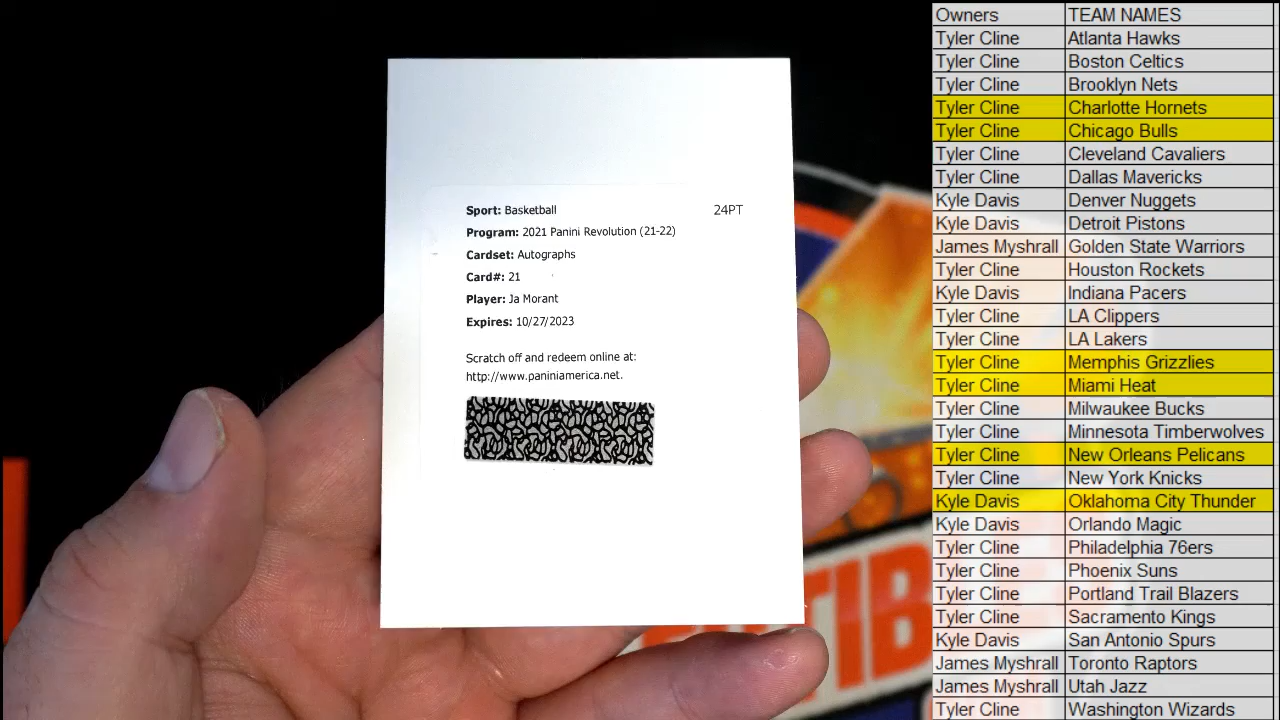 Sport: Basketball 24PT
Program: 2021 Panini Revolution (21-22)
Cardset: Autographs
Card#: 21
Player: Ja Morant
Expires: 10/27/2023
Scratch off and redeem online at:
http://www.paniniamerica.net.
TIB
Owners TEAM NAMES
Tyler Cline Atlanta Hawks
Tyler Cline Boston Celtics
Tyler Cline Brooklyn Nets
Tyler Cline Charlotte Hornets
Tyler Cline Chicago Bulls
Tyler Cline Cleveland Cavaliers
Tyler Cline Dallas Mavericks
Kyle Davis Denver Nuggets
Kyle Davis Detroit Pistons
James Myshrall Golden State Warriors
Tyler Cline Houston Rockets
Kyle Davis Indiana Pacers
Tyler Cline LA Clippers
Tyler Cline LA Lakers
Tyler Cline Memphis Grizzlies
Tyler Cline Miami Heat
Tyler Cline Milwaukee Bucks
Tyler Cline Minnesota Timberwolves
Tyler Cline New Orleans Pelicans
Tyler Cline New York Knicks
Kyle Davis Oklahoma City Thunder
Kyle Davis Orlando Magic
Tyler Cline Philadelphia 76ers
Tyler Cline Phoenix Suns
Tyler Cline Portland Trail Blazers
Tyler Cline Sacramento Kings
Kyle Davis San Antonio Spurs
James Myshrall Toronto Raptors
James Myshrall Utah Jazz
Tyler Cline Washington Wizards